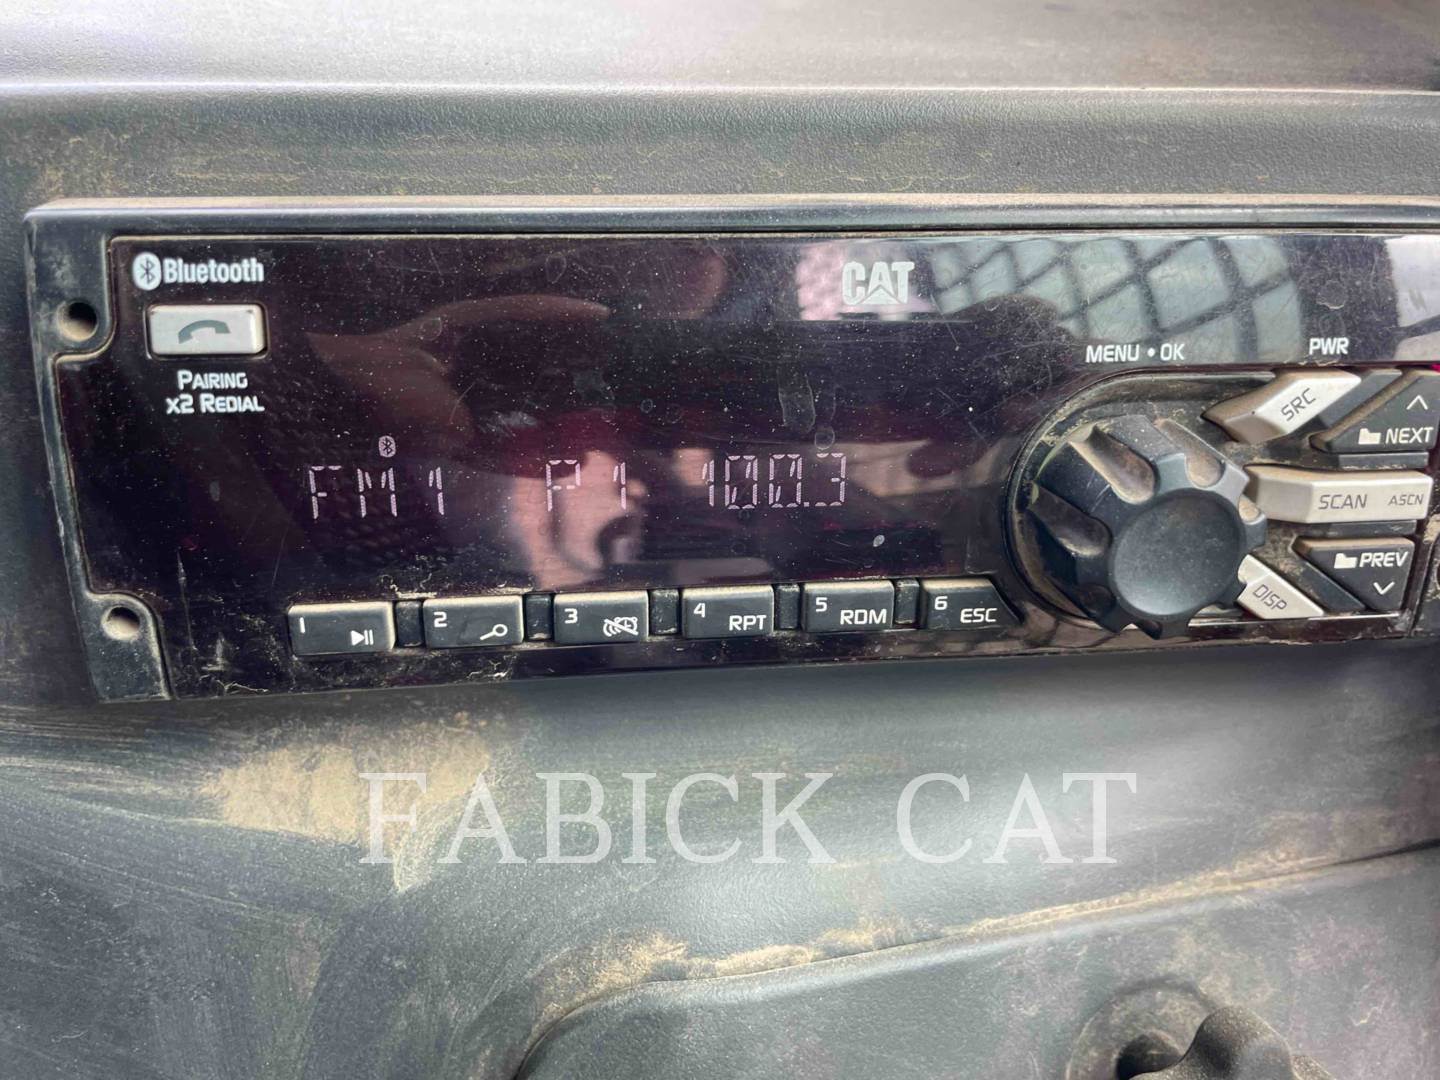 Bluetooth
CAT
PAIRING
x2 REDIAL
MENU • OK
PWR
SRC
NEXT
SCAN ASCN
PREV
DISP
FM1 P1 100.3
1
2
3
4 RPT
5 RDM
6 ESC
FABICK CAT